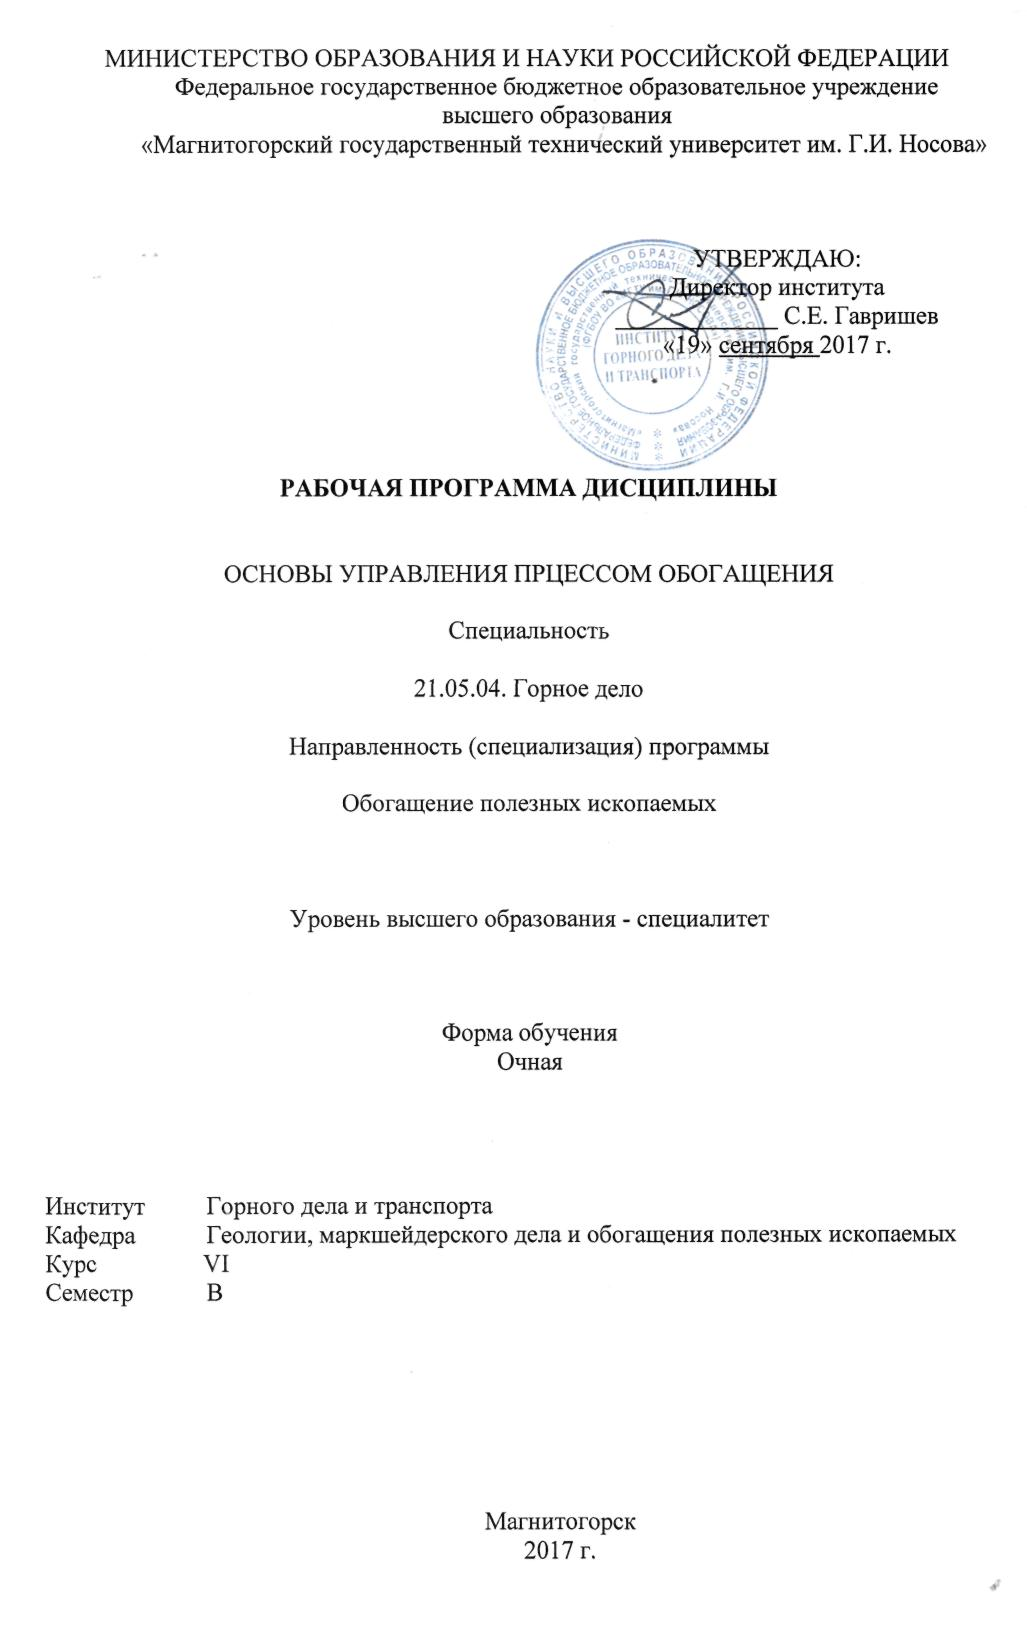 МИНИСТЕРСТВО ОБРАЗОВАНИЯ И НАУКИ РОССИЙСКОЙ ФЕДЕРАЦИИ
Федеральное государственное бюджетное образовательное учреждение
высшего образования
«Магнитогорский государственный технический университет им. Г.И. Носова»
УТВЕРЖДАЮ:
Директор института
С.Е. Гавришев
«19» сентября 2017 г.
ИНСТИТУТ
ГОРНОГО ДЕЛА
И ТРАНСПОРТА
РАБОЧАЯ ПРОГРАММА ДИСЦИПЛИНЫ
ОСНОВЫ УПРАВЛЕНИЯ ПРЦЕССОМ ОБОГАЩЕНИЯ
Специальность
21.05.04. Горное дело
Направленность (специализация) программы
Обогащение полезных ископаемых
Уровень высшего образования - специалитет
Форма обучения
Очная
Институт Горного дела и транспорта
Кафедра Геологии, маркшейдерского дела и обогащения полезных ископаемых
Курс VI
Семестр В
Магнитогорск
2017 г.